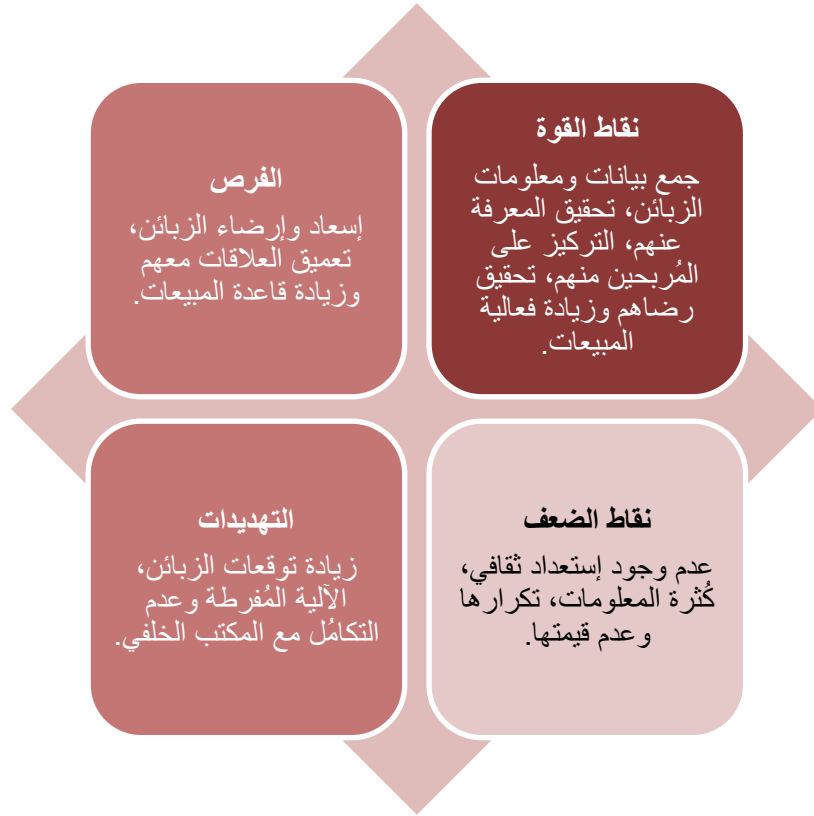 نقاط القوة
جمع بيانات ومعلومات
الزبائن، تحقيق المعرفة
عنهم، التركيز على
المُربحين منهم، تحقيق
رضاهم وزيادة فعالية
المبيعات.
الفرص
إسعاد وإرضاء الزبائن،
تعميق العلاقات معهم
وزيادة قاعدة المبيعات.
نقاط الضعف
عدم وجود إستعداد ثقافي،
كُثرة المعلومات، تكرارها
وعدم قيمتها.
التهديدات
زيادة توقعات الزبائن،
الآلية المُفرطة وعدم
التكامُل مع المكتب الخلفي.